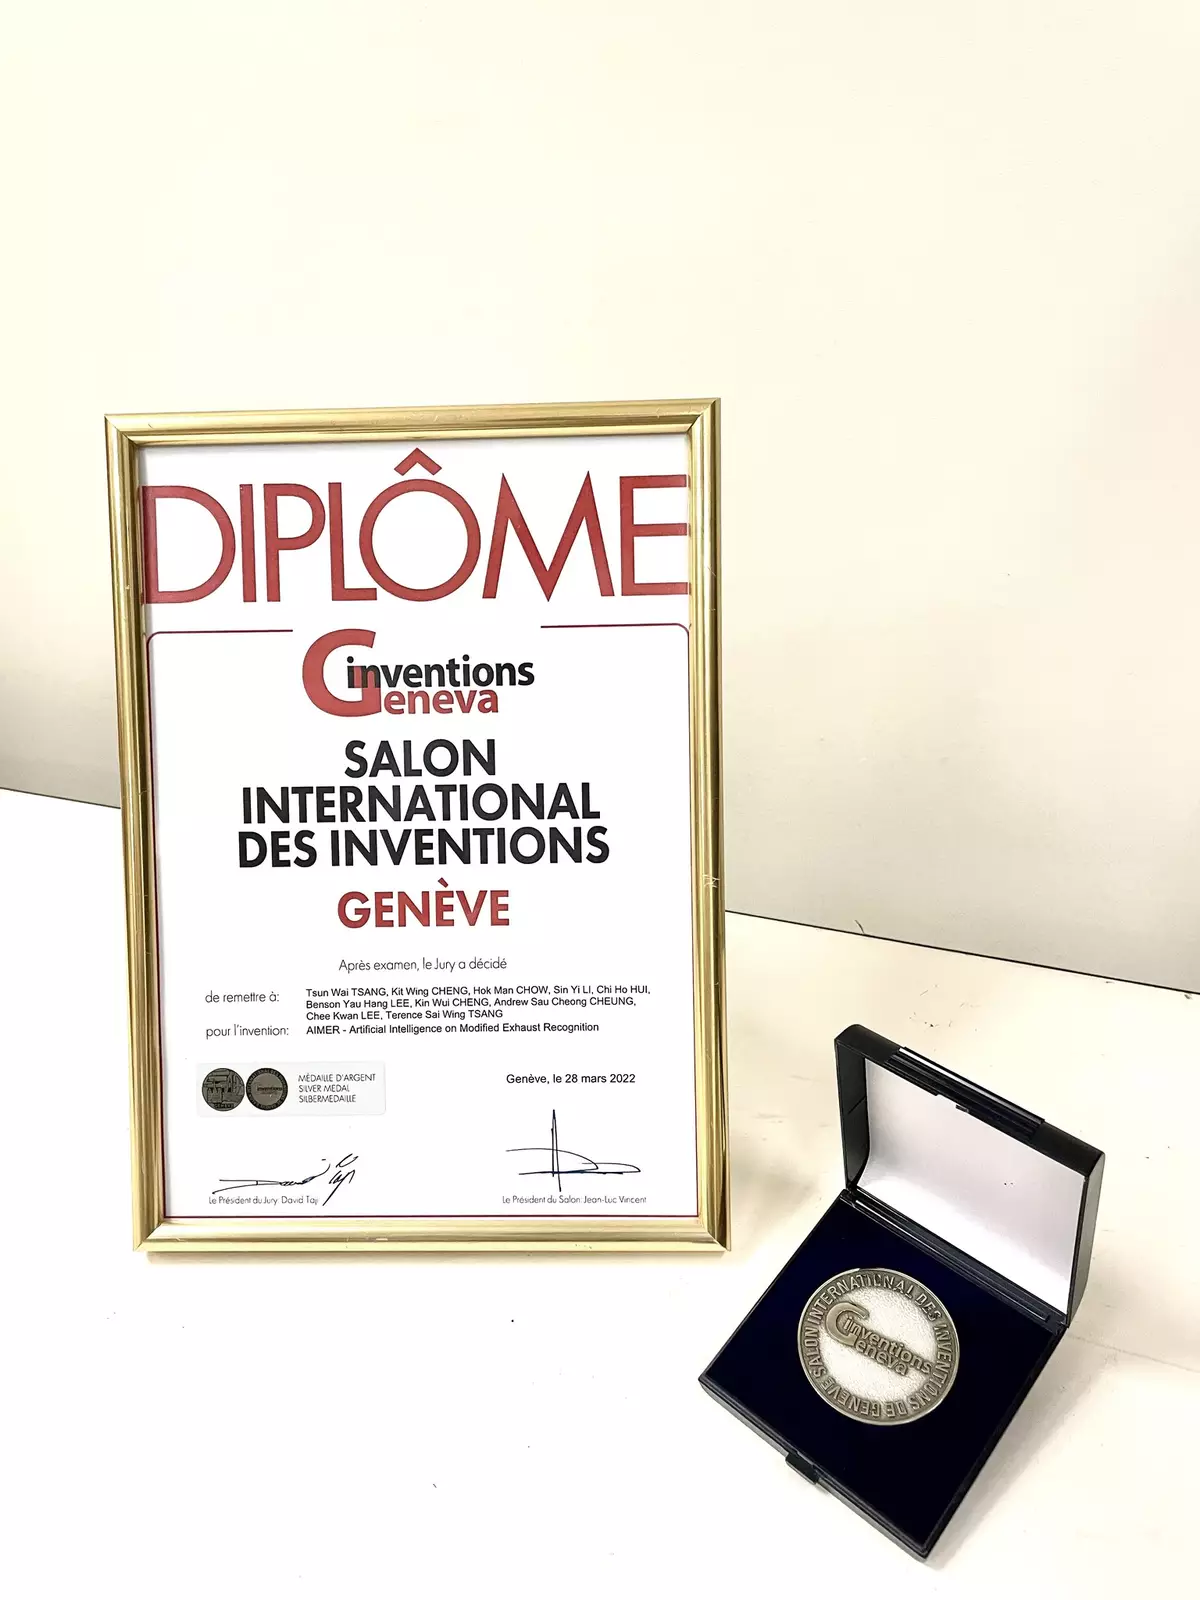 DIPLÔME
inventions
Geneva
SALON
INTERNATIONAL
DES INVENTIONS
GENÈVE
Après examen, le Jury a décidé
de remettre à: Tsun Wai TSANG, Kit Wing CHENG, Hok Man CHOW, Sin Yi LI, Chi Ho HUI,
Benson Yau Hang LEE, Kin Wui CHENG, Andrew Sau Cheong CHEUNG,
Chee Kwan LEE, Terence Sai Wing TSANG
pour l'invention: AIMER - Artificial Intelligence on Modified Exhaust Recognition
MÉDAILLE D'ARGENT
SILVER MEDAL
SILBERMEDAILLE
Genève, le 28 mars 2022
Le Président du Jury: David Taji
Le Président du Salon: Jean-Luc Vincent
SALON INTERNATIONAL DES INVENTIONS DE GENEVE
inventions
Geneva